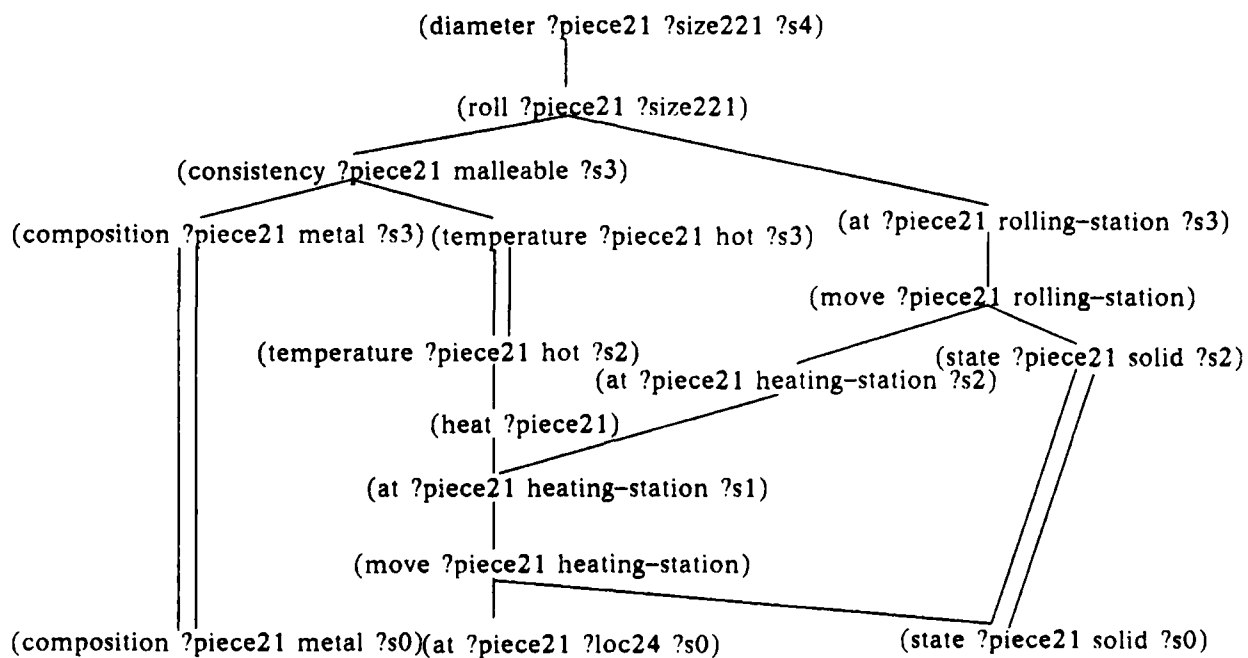 (diameter ?piece21 ?size221 ?s4)
(roll ?piece21 ?size221)
(consistency ?piece21 malleable ?s3)
(composition ?piece21 metal ?s3) (temperature ?piece21 hot ?s3) (at ?piece21 rolling-station ?s3)
(move ?piece21 rolling-station)
(temperature ?piece21 hot ?s2) (state ?piece21 solid ?s2)
(at ?piece21 heating-station ?s2)
(heat ?piece21)
(at ?piece21 heating-station ?s1)
(move ?piece21 heating-station)
(composition ?piece21 metal ?s0) (at ?piece21 ?loc24 ?s0) (state ?piece21 solid ?s0)